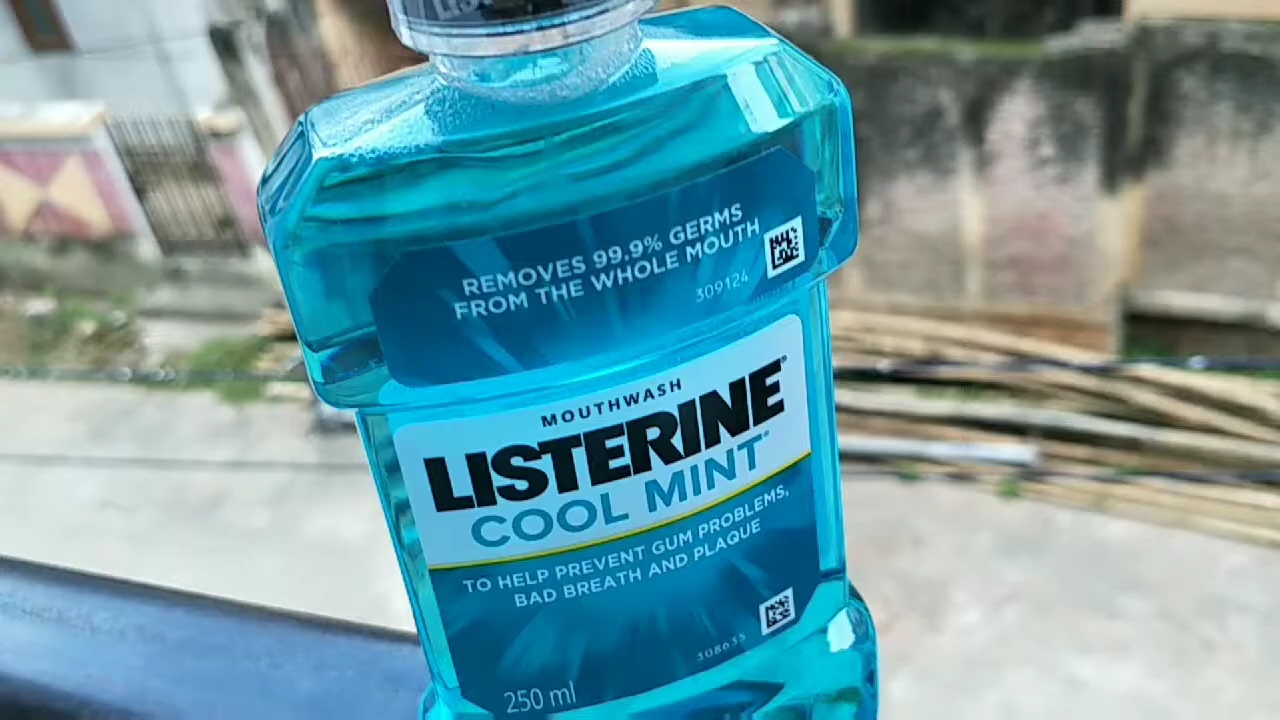 REMOVES 99.9% GERMS
FROM THE WHOLE MOUTH
309124
MOUTHWASH
LISTERINE®
COOL MINT®
TO HELP PREVENT GUM PROBLEMS,
BAD BREATH AND PLAQUE
308635
250 ml